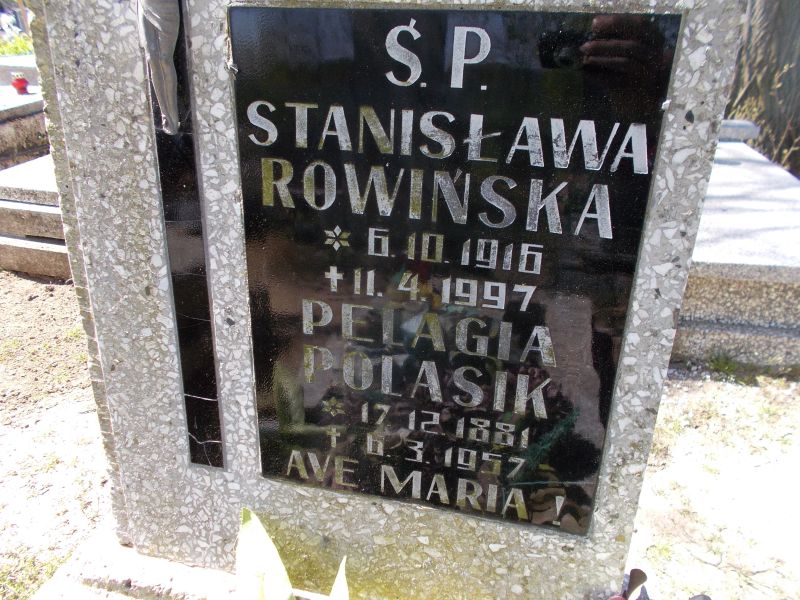 Ś.P.
STANISŁAWA
ROWIŃSKA
* 6.10.1916
✝ 11.4.1997
PELAGIA
POLASIK
* 17.12.1881
✝ 6.3.1957
AVE MARIA!